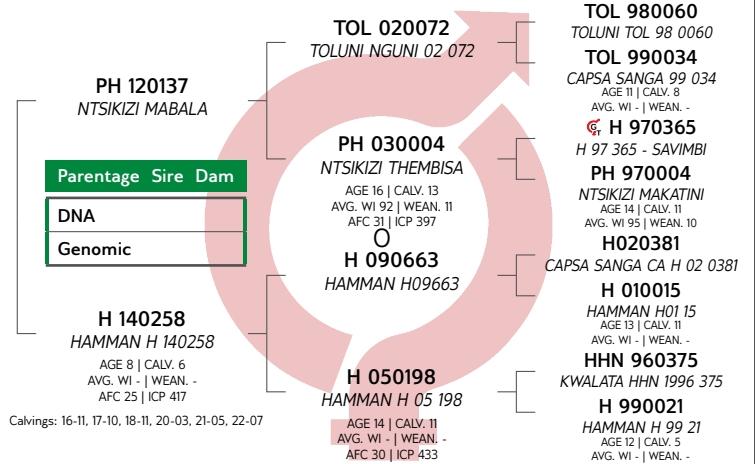 PH 120137
NTSIKIZI MABALA
Parentage Sire Dam
DNA
Genomic
H 140258
HAMMAN H 140258
AGE 8 | CALV. 6
AVG. WI - | WEAN. -
AFC 25 | ICP 417
Calvings: 16-11, 17-10, 18-11, 20-03, 21-05, 22-07
TOL 020072
TOLUNI NGUNI 02 072
PH 030004
NTSIKIZI THEMBISA
AGE 16 | CALV. 13
AVG. WI 92 | WEAN. 11
AFC 31 | ICP 397
O
H 090663
HAMMAN H09663
H 050198
HAMMAN H 05 198
AGE 14 | CALV. 11
AVG. WI - | WEAN. -
AFC 30 | ICP 433
TOL 980060
TOLUNI TOL 98 0060
TOL 990034
CAPSA SANGA 99 034
AGE 11 | CALV. 8
AVG. WI - | WEAN. -
GT H 970365
H 97 365 - SAVIMBI
PH 970004
NTSIKIZI MAKATINI
AGE 14 | CALV. 11
AVG. WI 95 | WEAN. 10
H020381
CAPSA SANGA CA H 02 0381
H 010015
HAMMAN H01 15
AGE 13 | CALV. 11
AVG. WI - | WEAN. -
HHN 960375
KWALATA HHN 1996 375
H 990021
HAMMAN H 99 21
AGE 12 | CALV. 5
AVG. WI - | WEAN. -